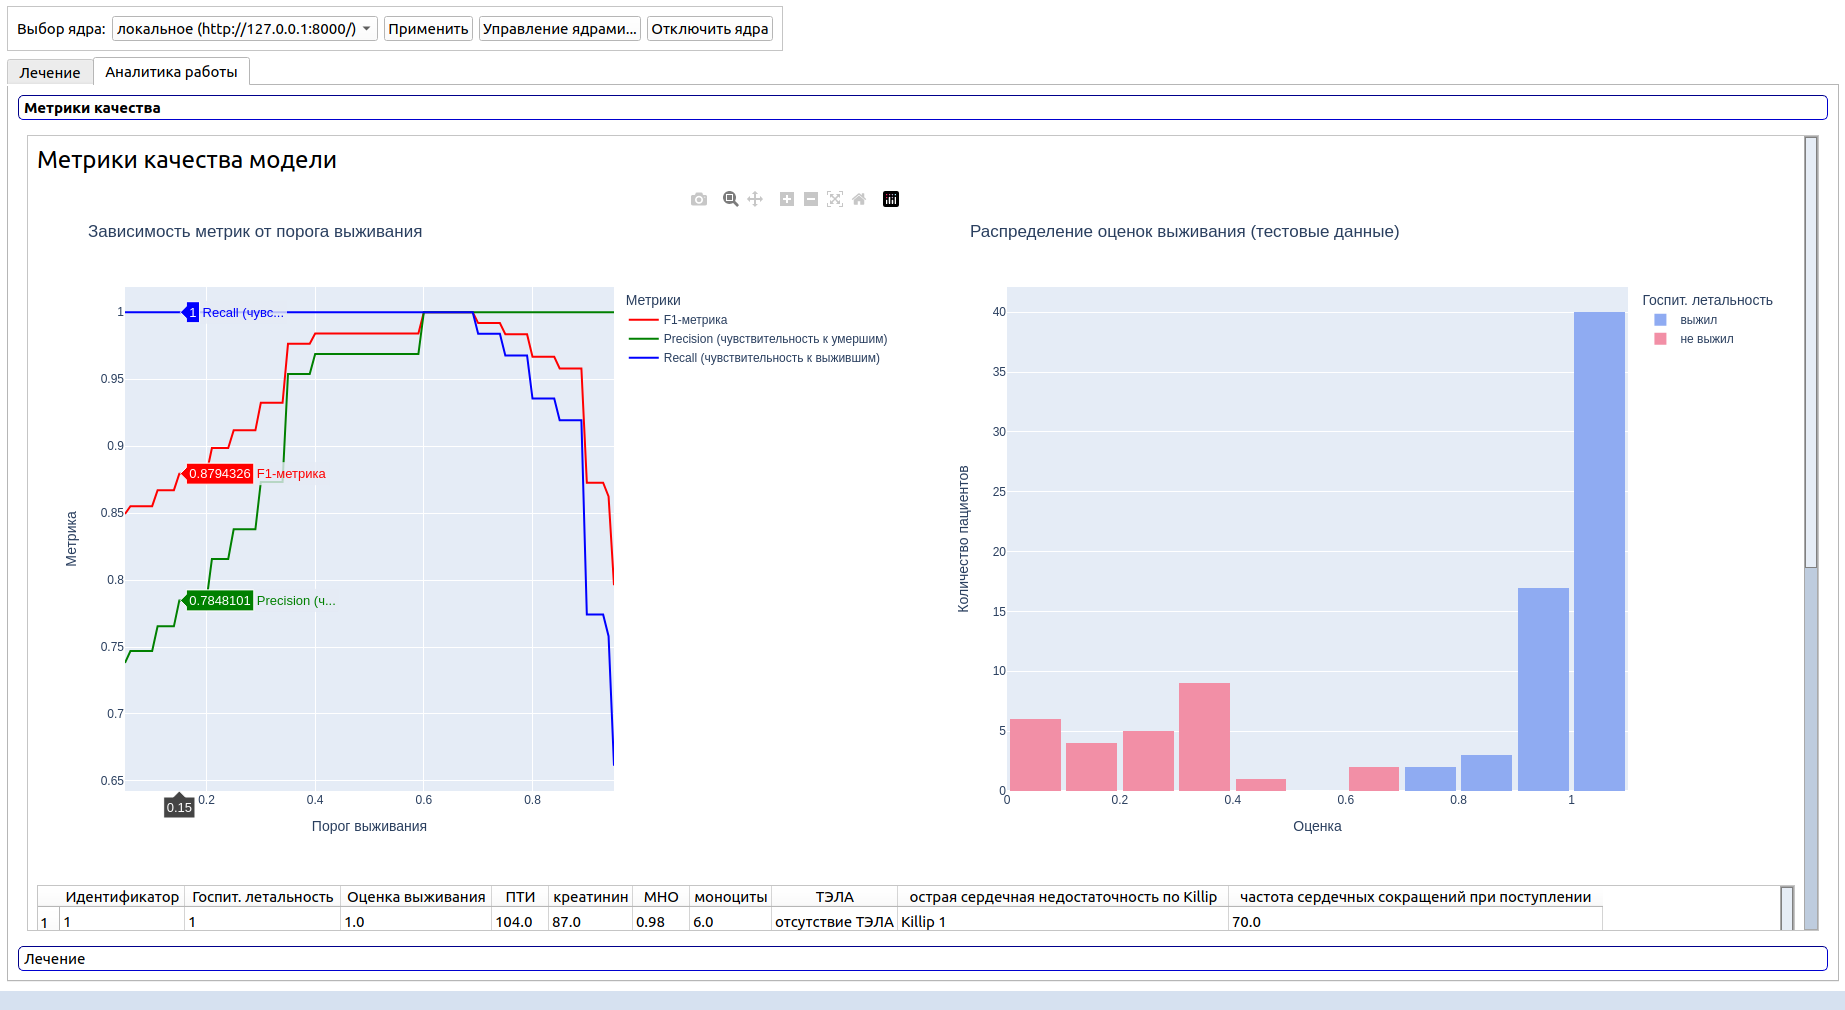 Выбор ядра: локальное (http://127.0.0.1:8000/) Применить Управление ядрами... Отключить ядра
Лечение Аналитика работы
Метрики качества
Метрики качества модели
Зависимость метрик от порога выживания
Метрики
F1-метрика
Precision (чувствительность к умершим)
Recall (чувствительность к выжившим)
1 Recall (чувс...
0.8794326 F1-метрика
0.7848101 Precision (ч...
1
0.95
0.9
0.85
0.8
0.75
0.7
0.65
Метрика
0.15 0.2 0.4 0.6 0.8
Порог выживания
Распределение оценок выживания (тестовые данные)
Госпит. летальность
выжил
не выжил
40
35
30
25
20
15
10
5
0
Количество пациентов
0 0.2 0.4 0.6 0.8 1
Оценка
Идентификатор Госпит. летальность Оценка выживания ПТИ креатинин МНО моноциты ТЭЛА острая сердечная недостаточность по Killip частота сердечных сокращений при поступлении
1 1 1 1.0 104.0 87.0 0.98 6.0 отсутствие ТЭЛА Killip 1 70.0
Лечение